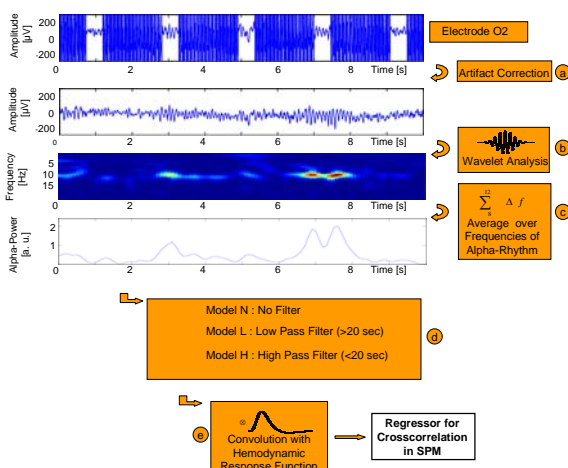 Amplitude
[µV]
200
0
-200
0
2
4
6
8
Time [s]
Electrode O2
Artifact Correction
a
Amplitude
[µV]
200
0
-200
0
2
4
6
8
Time [s]
b
Wavelet Analysis
Frequency
[Hz]
5
10
15
0
2
4
6
8
Time [s]
12
∑ Δ f
8
Average over
Frequencies of
Alpha-Rhythm
c
Alpha-Power
[a. u.]
2
1
0
2
4
6
8
Time [s]
Model N : No Filter
Model L : Low Pass Filter (>20 sec)
Model H : High Pass Filter (<20 sec)
d
e
⊗
Convolution with
Hemodynamic
Response Function
Regressor for
Crosscorrelation
in SPM